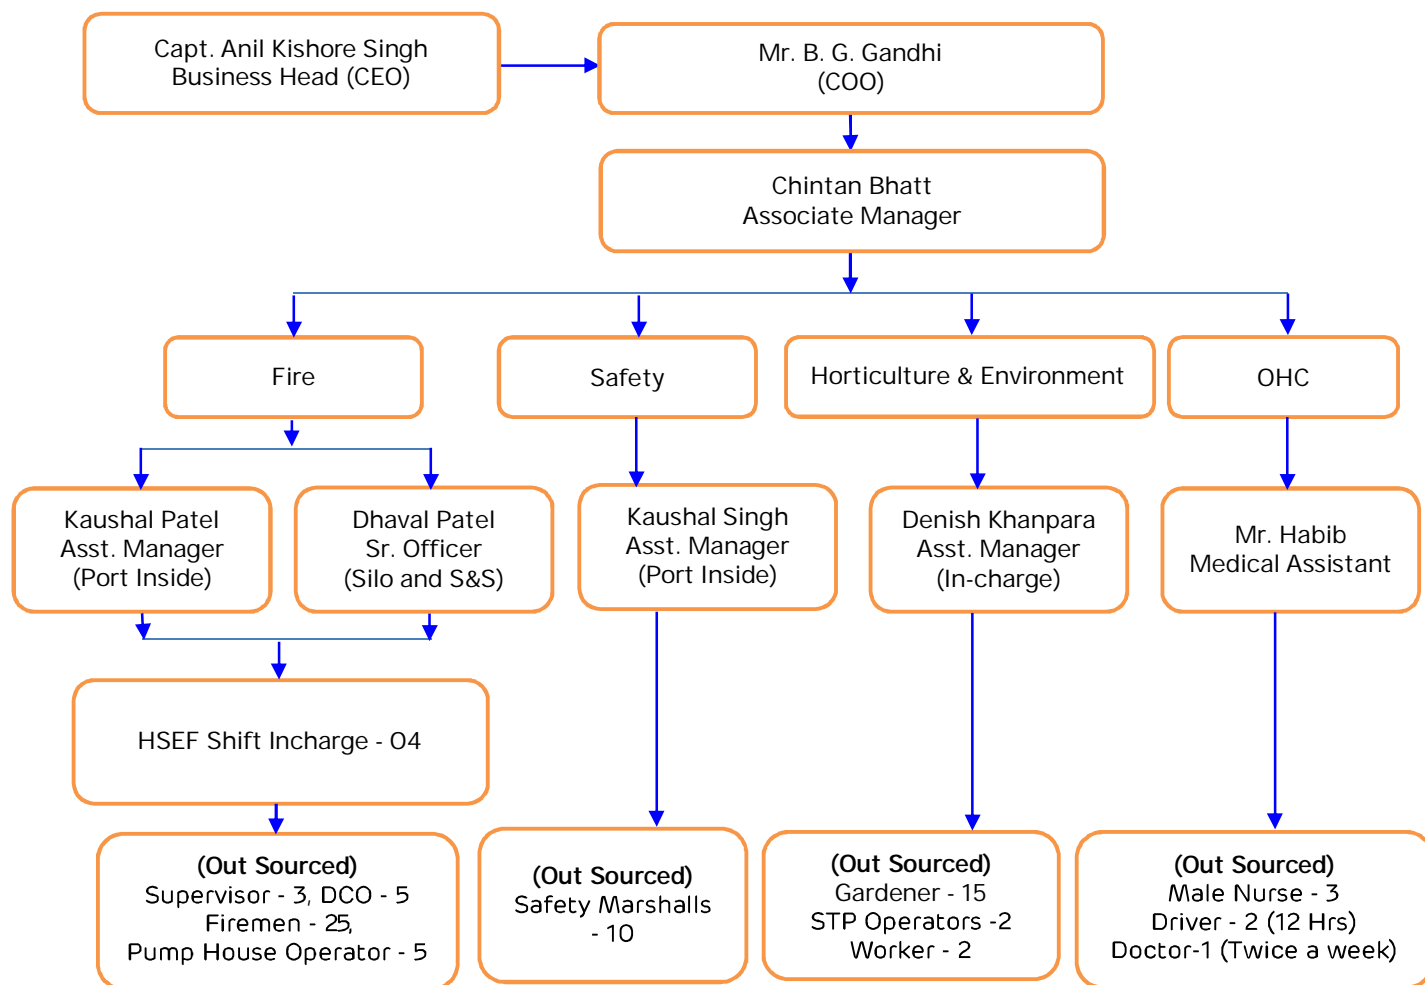 Capt. Anil Kishore Singh
Business Head (CEO)
Mr. B. G. Gandhi
(COO)
Chintan Bhatt
Associate Manager
Fire
Safety
Horticulture & Environment
OHC
Kaushal Patel
Asst. Manager
(Port Inside)
Dhaval Patel
Sr. Officer
(Silo and S&S)
Kaushal Singh
Asst. Manager
(Port Inside)
Denish Khanpara
Asst. Manager
(In-charge)
Mr. Habib
Medical Assistant
HSEF Shift Incharge - 04
(Out Sourced)
Supervisor - 3, DCO - 5
Firemen - 25,
Pump House Operator - 5
(Out Sourced)
Safety Marshalls
- 10
(Out Sourced)
Gardener - 15
STP Operators -2
Worker - 2
(Out Sourced)
Male Nurse - 3
Driver - 2 (12 Hrs)
Doctor-1 (Twice a week)